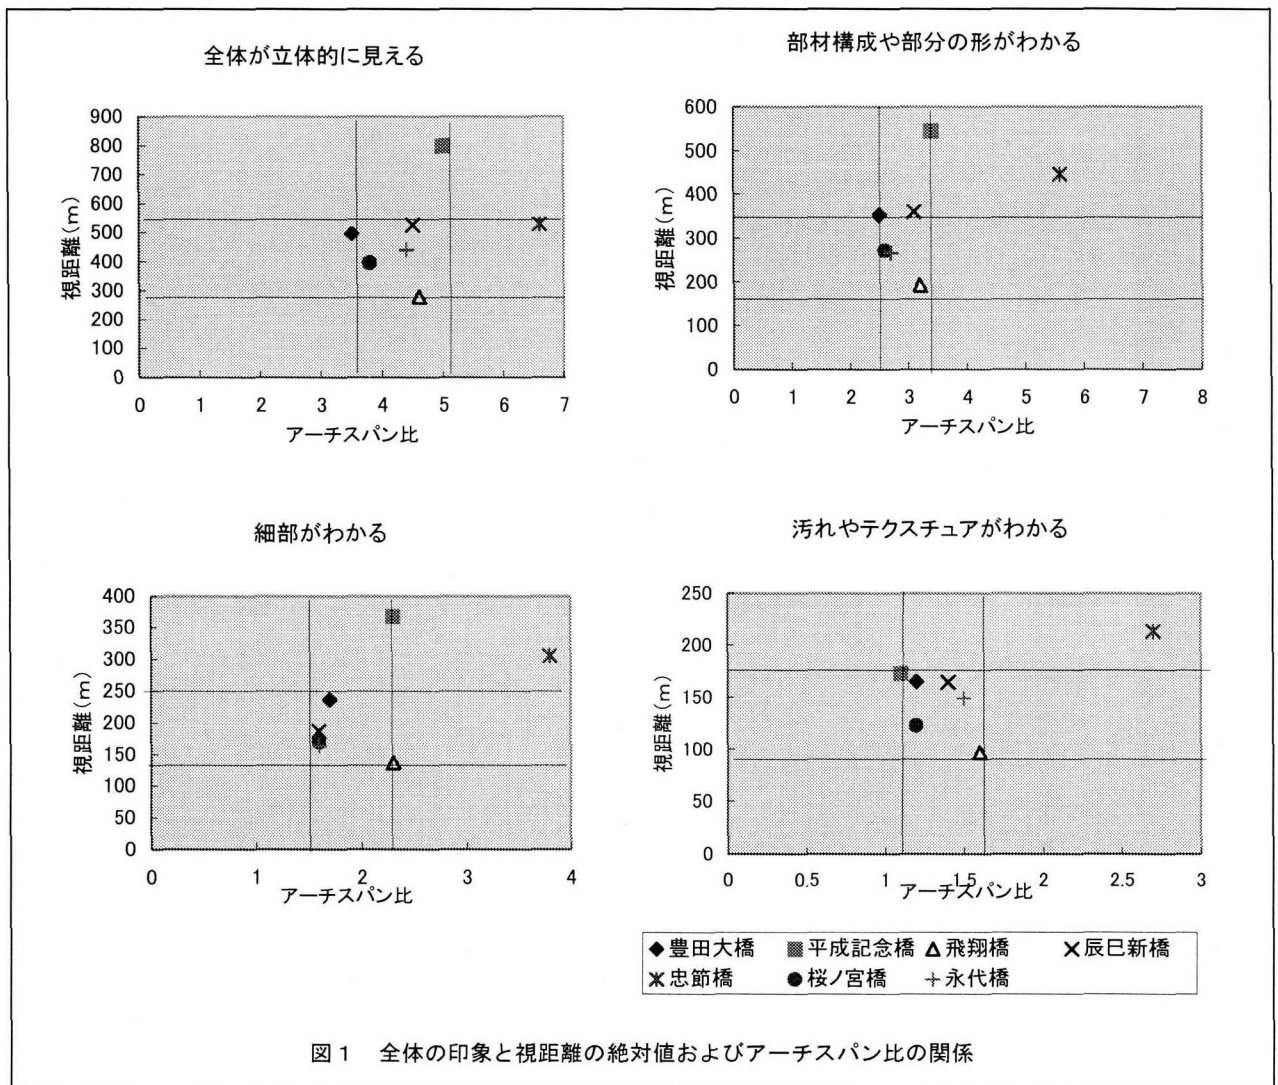 全体が立体的に見える
900
800
700
600
500
400
300
200
100
0
視距離(m)
0 1 2 3 4 5 6 7
アーチスパン比
部材構成や部分の形がわかる
600
500
400
300
200
100
0
視距離(m)
0 1 2 3 4 5 6 7 8
アーチスパン比
細部がわかる
400
350
300
250
200
150
100
50
0
視距離(m)
0 1 2 3 4
アーチスパン比
汚れやテクスチュアがわかる
250
200
150
100
50
0
視距離(m)
0 0.5 1 1.5 2 2.5 3
アーチスパン比
豊田大橋 平成記念橋 飛翔橋 辰巳新橋
忠節橋 桜ノ宮橋 永代橋
図1 全体の印象と視距離の絶対値およびアーチスパン比の関係